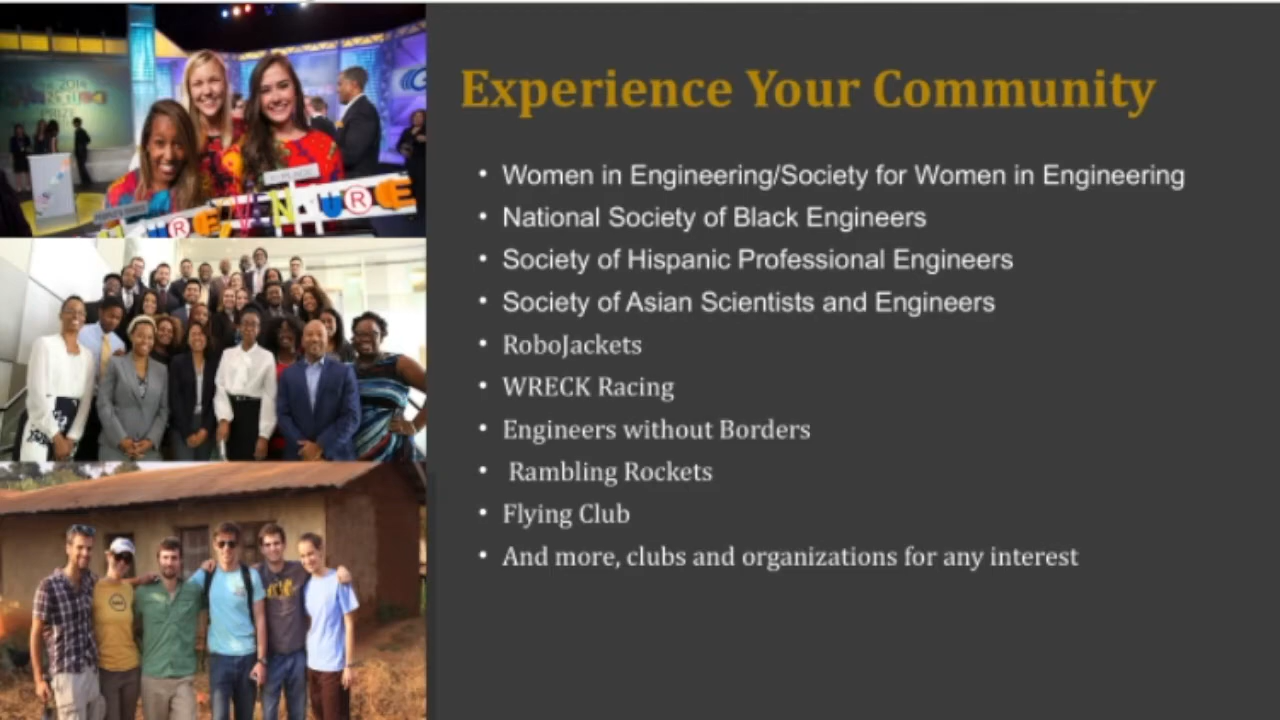 Experience Your Community
• Women in Engineering/Society for Women in Engineering
• National Society of Black Engineers
• Society of Hispanic Professional Engineers
• Society of Asian Scientists and Engineers
• RoboJackets
• WRECK Racing
• Engineers without Borders
• Rambling Rockets
• Flying Club
• And more, clubs and organizations for any interest